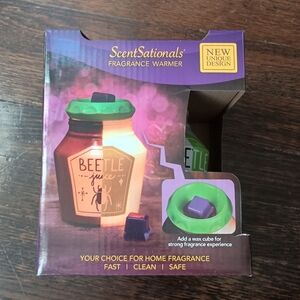 ScentSationals®
FRAGRANCE WARMER
NEW
UNIQUE
DESIGN
BEETLE
juice
ETLE
Add a wax cube for
strong fragrance experience
YOUR CHOICE FOR HOME FRAGRANCE
FAST | CLEAN | SAFE